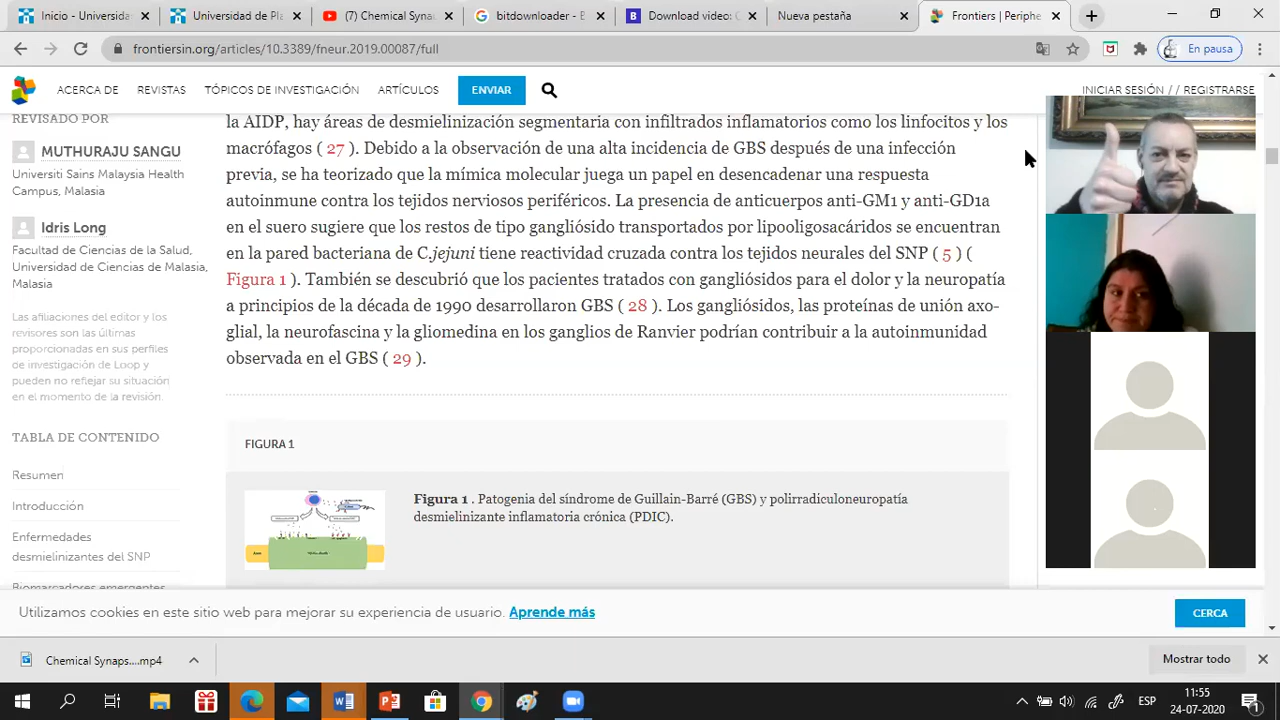 Inicio - Universidad
Universidad de Pla
(7) Chemical Syna
bitdownloader - B
Download video: C
Nueva pestaña
Frontiers | Periphe
frontiersin.org/articles/10.3389/fneur.2019.00087/full
En pausa
ACERCA DE REVISTAS TÓPICOS DE INVESTIGACIÓN ARTÍCULOS ENVIAR
INICIAR SESIÓN // REGISTRARSE
REVISADO POR
MUTHURAJU SANGU
Universiti Sains Malaysia Health
Campus, Malasia
Idris Long
Facultad de Ciencias de la Salud,
Universidad de Ciencias de Malasia,
Malasia
Las afiliaciones del editor y los
revisores son las últimas
proporcionadas en sus perfiles
de investigación de Loop y
pueden no reflejar su situación
en el momento de la revisión.
TABLA DE CONTENIDO
Resumen
Introducción
Enfermedades
desmielinizantes del SNP
Biomarcadores emergentes
la AIDP, hay áreas de desmielinización segmentaria con infiltrados inflamatorios como los linfocitos y los
macrófagos ( 27 ). Debido a la observación de una alta incidencia de GBS después de una infección
previa, se ha teorizado que la mímica molecular juega un papel en desencadenar una respuesta
autoinmune contra los tejidos nerviosos periféricos. La presencia de anticuerpos anti-GM1 y anti-GD1a
en el suero sugiere que los restos de tipo gangliósido transportados por lipooligosacáridos se encuentran
en la pared bacteriana de C.jejuni tiene reactividad cruzada contra los tejidos neurales del SNP ( 5 ) (
Figura 1 ). También se descubrió que los pacientes tratados con gangliósidos para el dolor y la neuropatía
a principios de la década de 1990 desarrollaron GBS ( 28 ). Los gangliósidos, las proteínas de unión axo-
glial, la neurofascina y la gliomedina en los ganglios de Ranvier podrían contribuir a la autoinmunidad
observada en el GBS ( 29 ).
FIGURA 1
Figura 1 . Patogenia del síndrome de Guillain-Barré (GBS) y polirradiculoneuropatía
desmielinizante inflamatoria crónica (PDIC).
Utilizamos cookies en este sitio web para mejorar su experiencia de usuario. Aprende más
CERCA
Chemical Synaps....mp4
Mostrar todo
ESP
11:55
24-07-2020